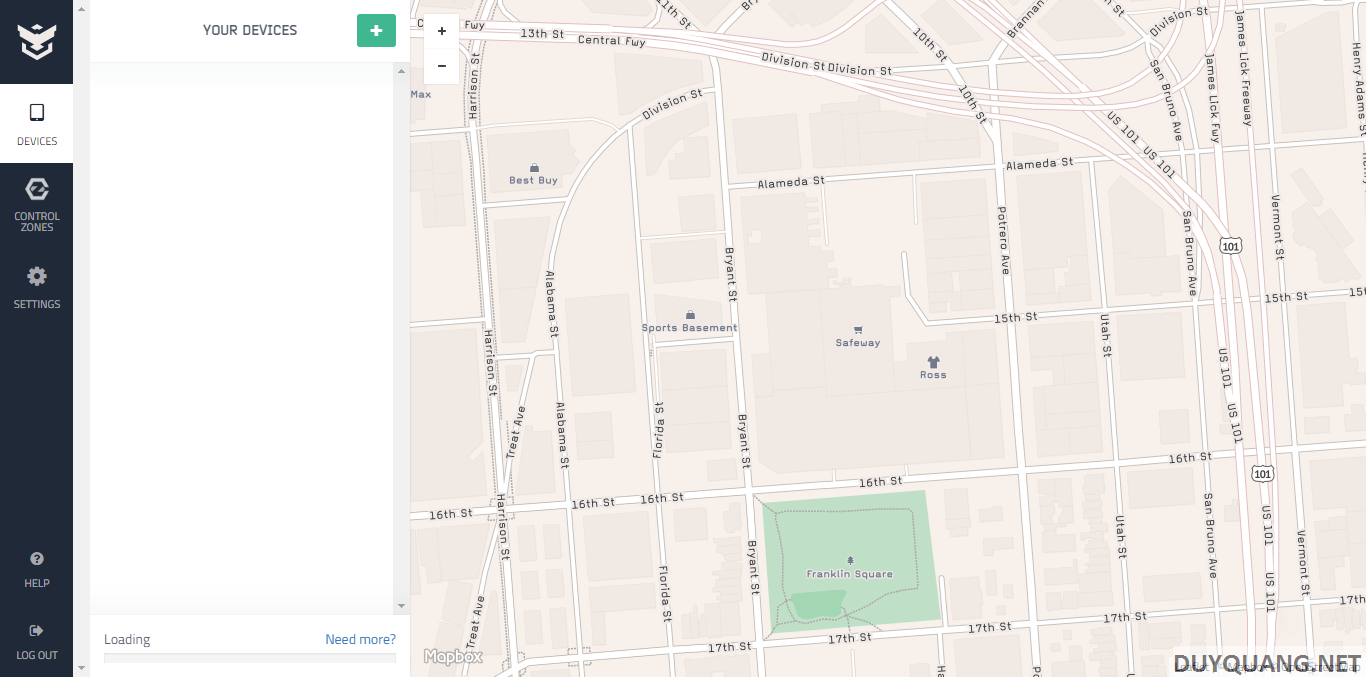 YOUR DEVICES
+
DEVICES
CONTROL
ZONES
SETTINGS
HELP
LOG OUT
Loading
Need more?
+
−
Fwy
13th St
Central Fwy
11th St
Division St
Division St
Division St
Division St
10th St
10th St
Brannan
James Lick Fwy
James Lick Freeway
Henry Adams St
Max
Harrison St
Best Buy
Alameda St
Alameda St
US 101
US 101
San Bruno Ave
San Bruno Ave
Vermont St
Potrero Ave
101
Bryant St
Alabama St
Sports Basement
Safeway
Ross
15th St
15th St
15t
Utah St
Harrison St
US 101
US 101
Treat Ave
Alabama St
Florida St
Bryant St
16th St
16th St
16th St
16th St
16th St
101
Harrison St
Bryant St
Franklin Square
Utah St
San Bruno Ave
US 101
US 101
Vermont St
Florida St
Treat Ave
17th St
17th St
17th St
17th St
17th
Mapbox
DUYQUANG.NET